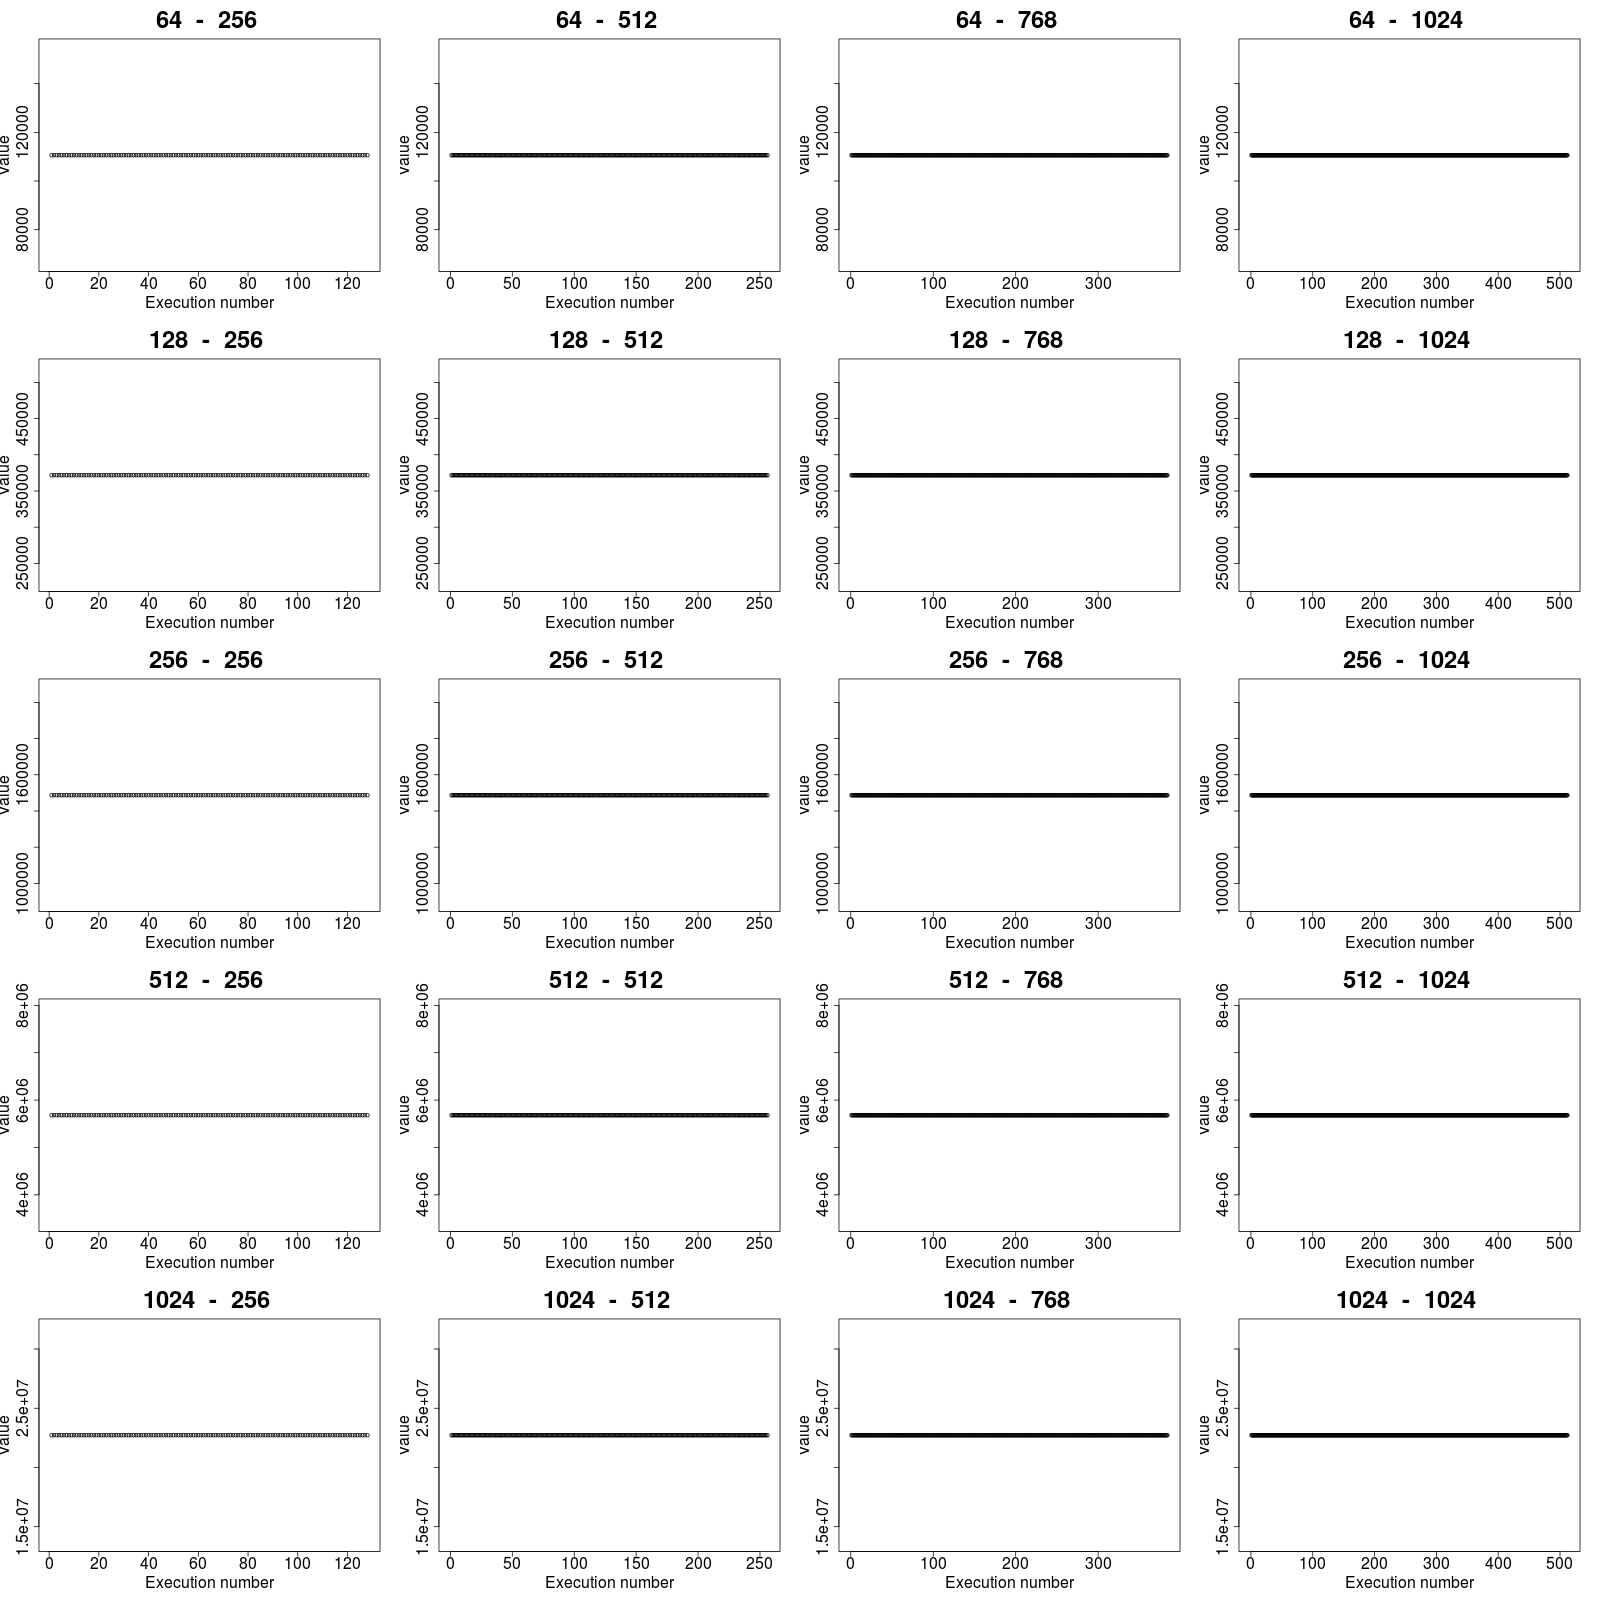 64 - 256
value
80000 120000
0 20 40 60 80 100 120
Execution number
64 - 512
value
80000 120000
0 50 100 150 200 250
Execution number
64 - 768
value
80000 120000
0 100 200 300
Execution number
64 - 1024
value
80000 120000
0 100 200 300 400 500
Execution number
128 - 256
value
250000 350000 450000
0 20 40 60 80 100 120
Execution number
128 - 512
value
250000 350000 450000
0 50 100 150 200 250
Execution number
128 - 768
value
250000 350000 450000
0 100 200 300
Execution number
128 - 1024
value
250000 350000 450000
0 100 200 300 400 500
Execution number
256 - 256
value
1000000 1600000
0 20 40 60 80 100 120
Execution number
256 - 512
value
1000000 1600000
0 50 100 150 200 250
Execution number
256 - 768
value
1000000 1600000
0 100 200 300
Execution number
256 - 1024
value
1000000 1600000
0 100 200 300 400 500
Execution number
512 - 256
value
4e+06 6e+06 8e+06
0 20 40 60 80 100 120
Execution number
512 - 512
value
4e+06 6e+06 8e+06
0 50 100 150 200 250
Execution number
512 - 768
value
4e+06 6e+06 8e+06
0 100 200 300
Execution number
512 - 1024
value
4e+06 6e+06 8e+06
0 100 200 300 400 500
Execution number
1024 - 256
value
1.5e+07 2.5e+07
0 20 40 60 80 100 120
Execution number
1024 - 512
value
1.5e+07 2.5e+07
0 50 100 150 200 250
Execution number
1024 - 768
value
1.5e+07 2.5e+07
0 100 200 300
Execution number
1024 - 1024
value
1.5e+07 2.5e+07
0 100 200 300 400 500
Execution number